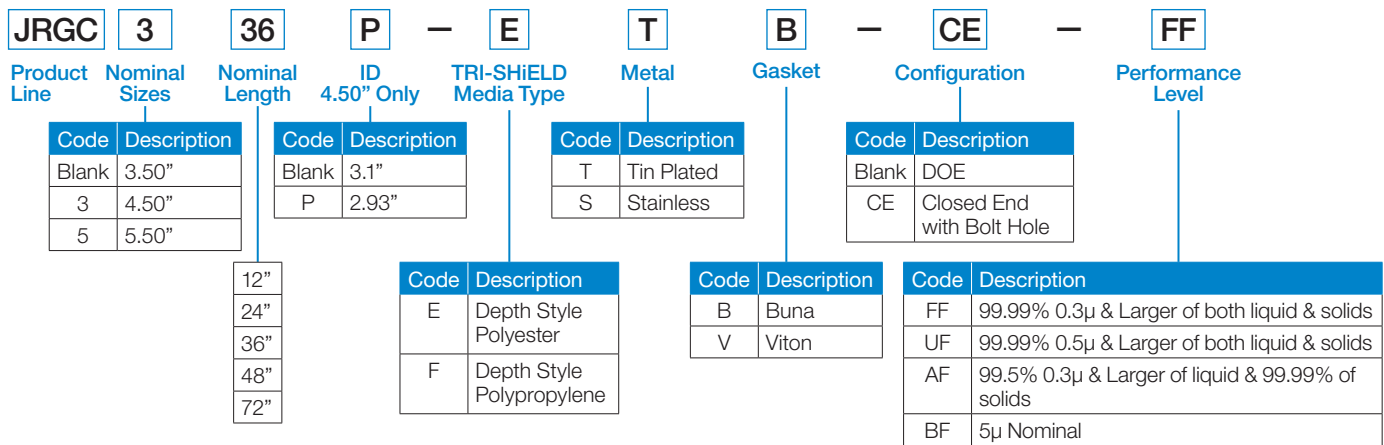 JRGC 3 36 P – E T B – CE – FF
Product Line
Nominal Sizes
Nominal Length
ID 4.50” Only
TRI-SHiELD Media Type
Metal
Gasket
Configuration
Performance Level
Code Description
Blank 3.50”
3 4.50”
5 5.50”
Code Description
Blank 3.1”
P 2.93”
Code Description
T Tin Plated
S Stainless
Code Description
Blank DOE
CE Closed End
with Bolt Hole
12”
24”
36”
48”
72”
Code Description
E Depth Style
Polyester
F Depth Style
Polypropylene
Code Description
B Buna
V Viton
Code Description
FF 99.99% 0.3µ & Larger of both liquid & solids
UF 99.99% 0.5µ & Larger of both liquid & solids
AF 99.5% 0.3µ & Larger of liquid & 99.99% of
solids
BF 5µ Nominal